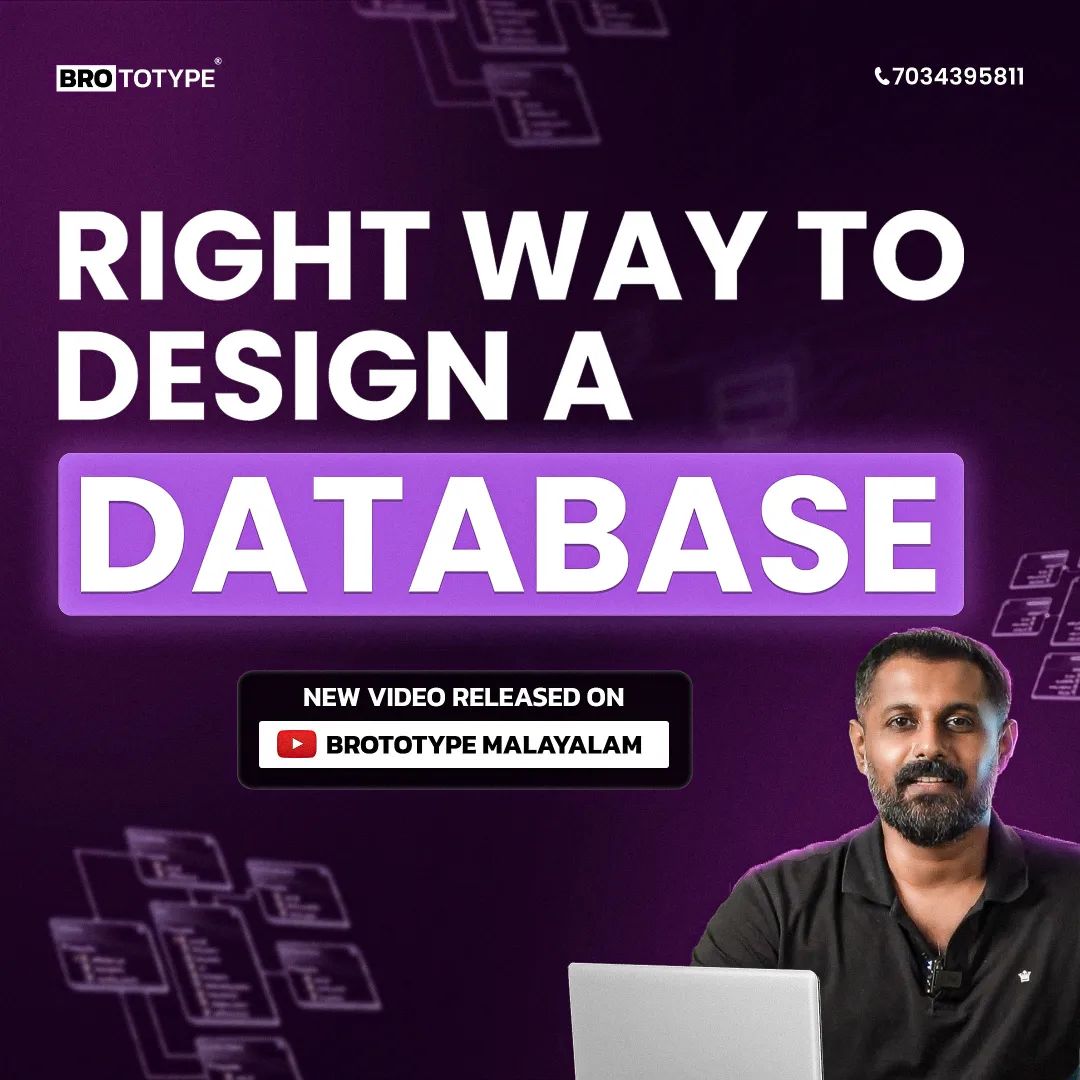 BROTOTYPE®
7034395811
RIGHT WAY TO
DESIGN A
DATABASE
NEW VIDEO RELEASED ON
BROTOTYPE MALAYALAM